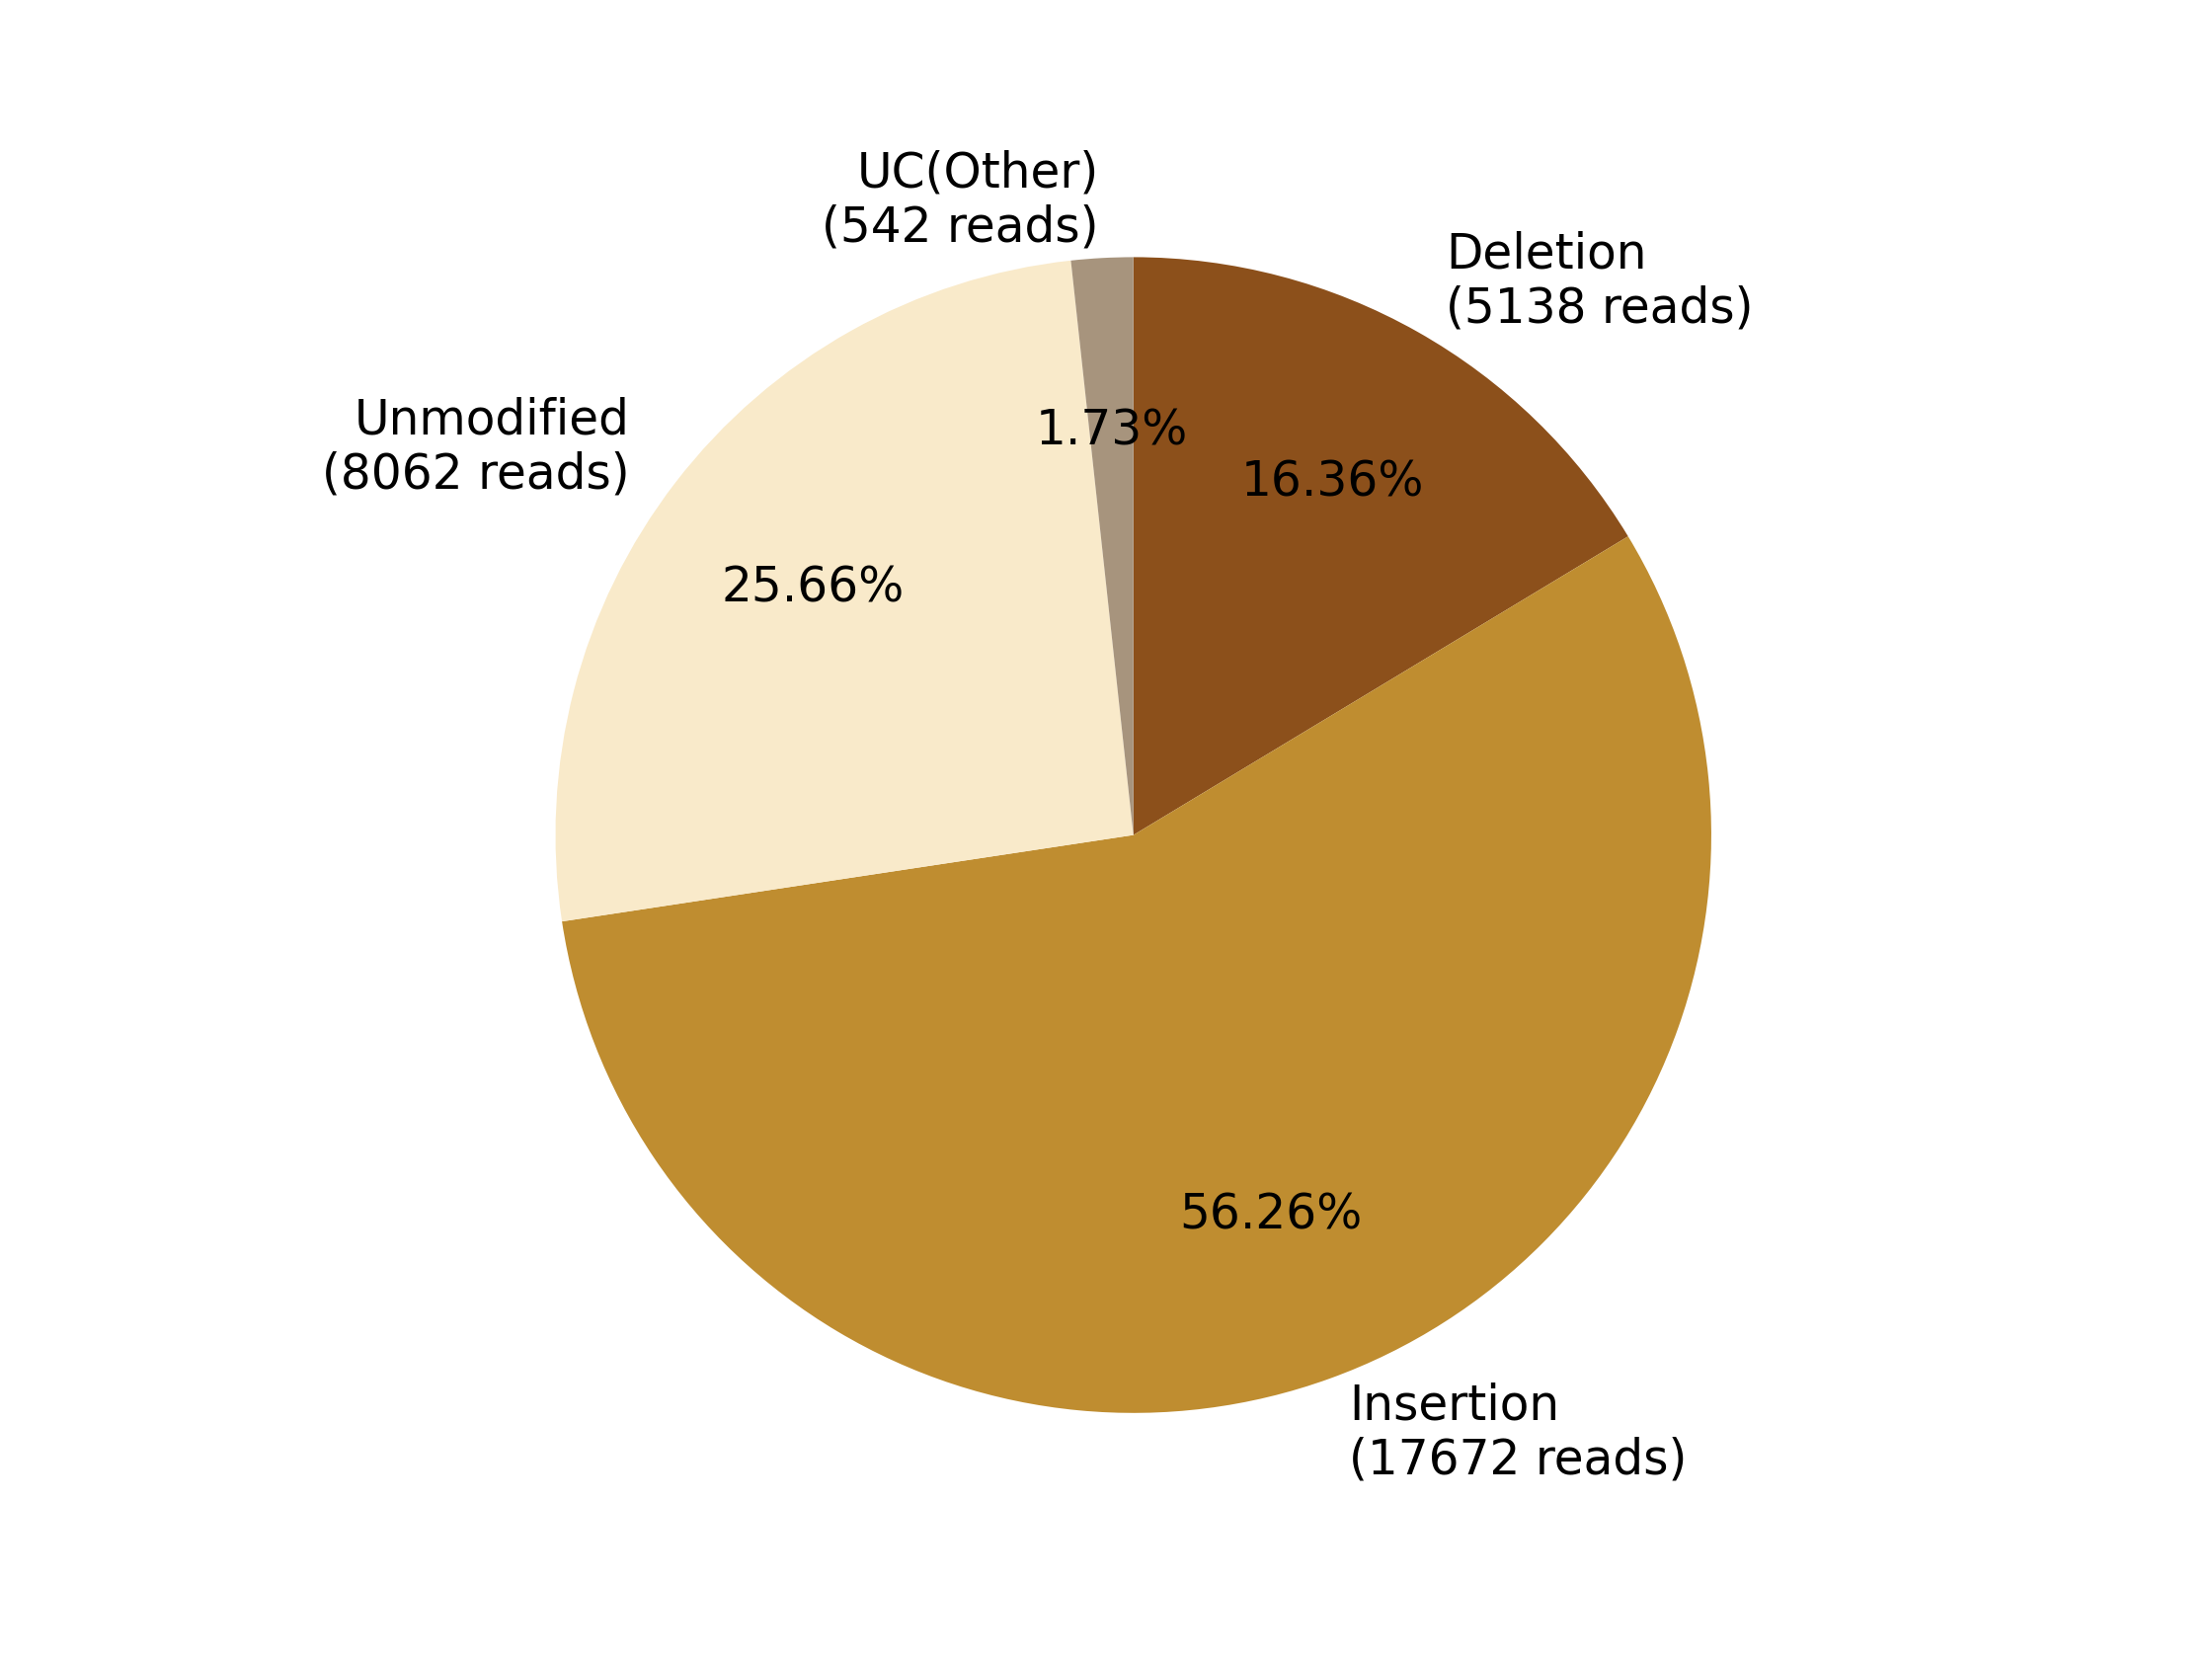 UC(Other)
(542 reads)
Deletion
(5138 reads)
Unmodified
(8062 reads)
1.73%
16.36%
25.66%
56.26%
Insertion
(17672 reads)